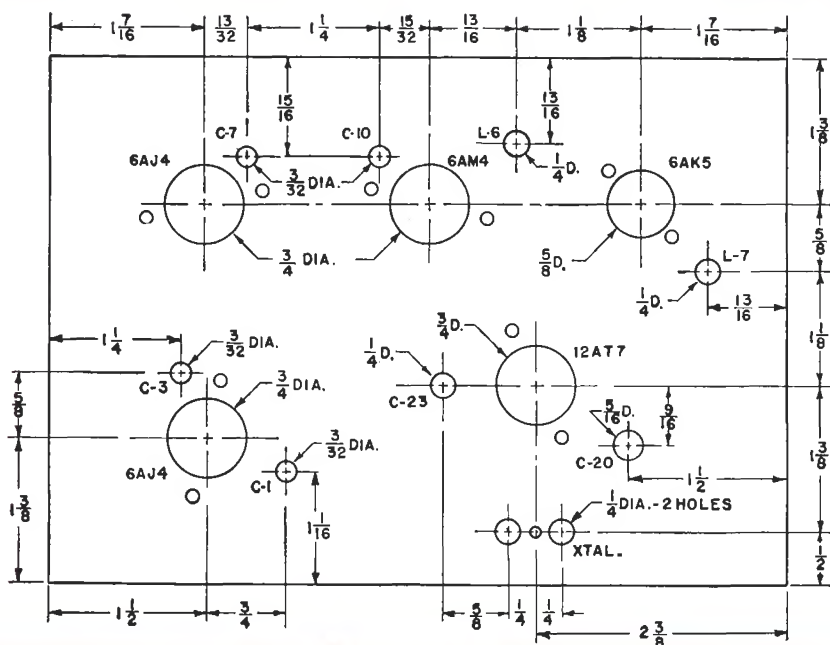 1 7/16 13/32 1 1/4 15/32 13/16 1 1/8 1 7/16
15/16 13/16 1 3/8
C-7 C-10 L-6
6AJ4 6AM4 6AK5
3/32 DIA. 1/4 D.
5/8
3/4 DIA. 5/8 D. L-7
1/4 D. 13/16
1 1/4 3/32 DIA. 3/4 D. 1 1/8
1/4 D. 12AT7
C-3 3/4 DIA. C-23
5/8 5/16 D. 9/16
3/32 DIA. C-20 1 3/8
6AJ4 C-1 1 1/2
1 3/8 1 1/16 1/4 DIA.-2 HOLES
XTAL. 1/2
1 1/2 3/4 5/8 1/4 1/4
2 3/8